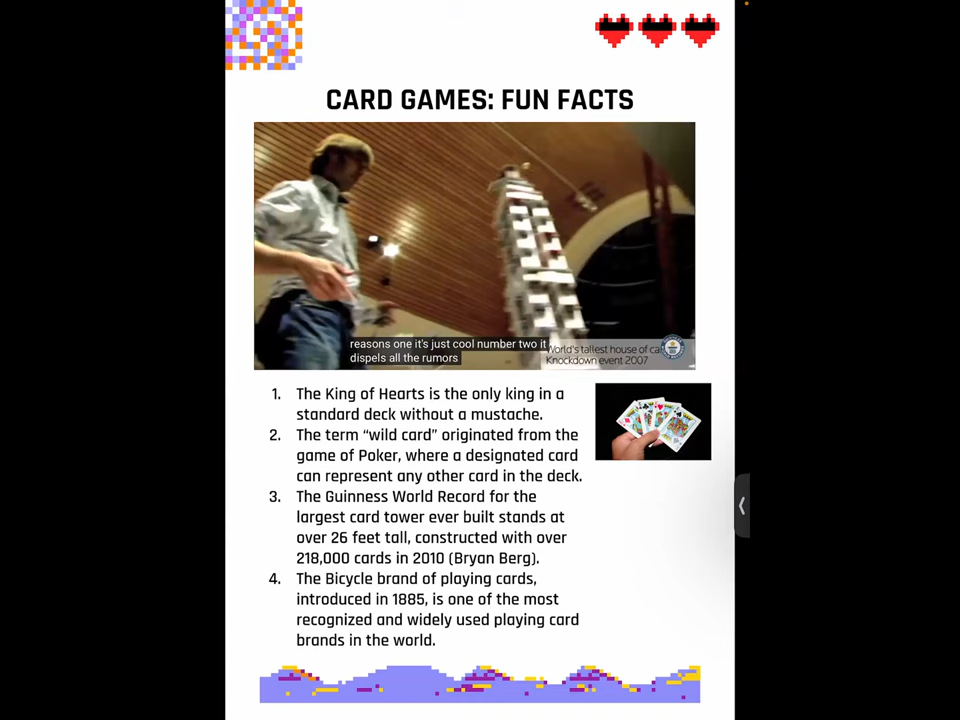 CARD GAMES: FUN FACTS
reasons one it's just cool number two it
dispels all the rumors
World's tallest house of ca
Knockdown event 2007
1. The King of Hearts is the only king in a
standard deck without a mustache.
2. The term “wild card” originated from the
game of Poker, where a designated card
can represent any other card in the deck.
3. The Guinness World Record for the
largest card tower ever built stands at
over 26 feet tall, constructed with over
218,000 cards in 2010 (Bryan Berg).
4. The Bicycle brand of playing cards,
introduced in 1885, is one of the most
recognized and widely used playing card
brands in the world.